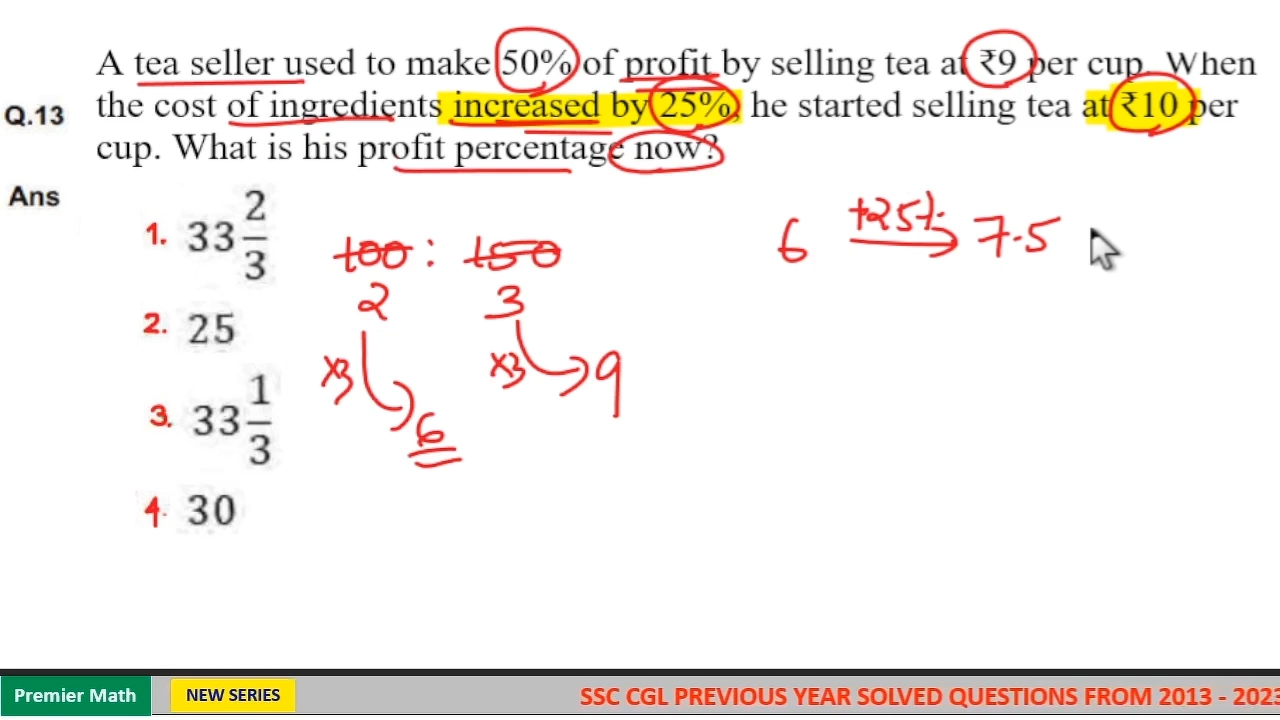 A tea seller used to make 50% of profit by selling tea at ₹9 per cup. When
Q.13 the cost of ingredients increased by 25%, he started selling tea at ₹10 per
cup. What is his profit percentage now?
Ans
1. 33 2/3
100 : 150
6 +25% 7.5
2. 25
2 3
×3 ×3 9
3. 33 1/3
6
4. 30
Premier Math NEW SERIES SSC CGL PREVIOUS YEAR SOLVED QUESTIONS FROM 2013 - 2023